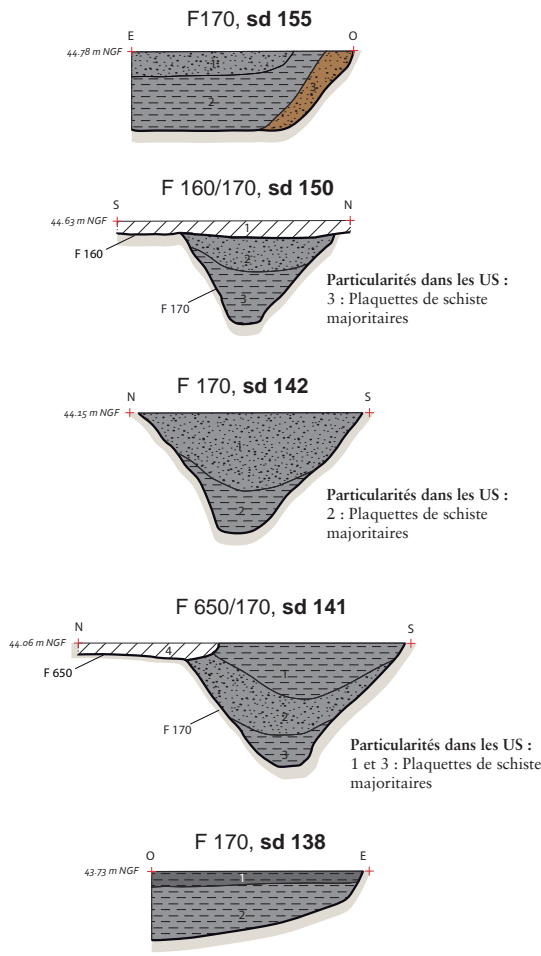 F170, sd 155
E O
44.78 m NGF
1
2
3
F 160/170, sd 150
S N
44.63 m NGF
1
F 160
2
3
F 170
Particularités dans les US :
3 : Plaquettes de schiste
majoritaires
F 170, sd 142
N S
44.15 m NGF
1
2
Particularités dans les US :
2 : Plaquettes de schiste
majoritaires
F 650/170, sd 141
N S
44.06 m NGF
4
F 650
1
2
F 170
3
Particularités dans les US :
1 et 3 : Plaquettes de schiste
majoritaires
F 170, sd 138
O E
43.73 m NGF
1
2